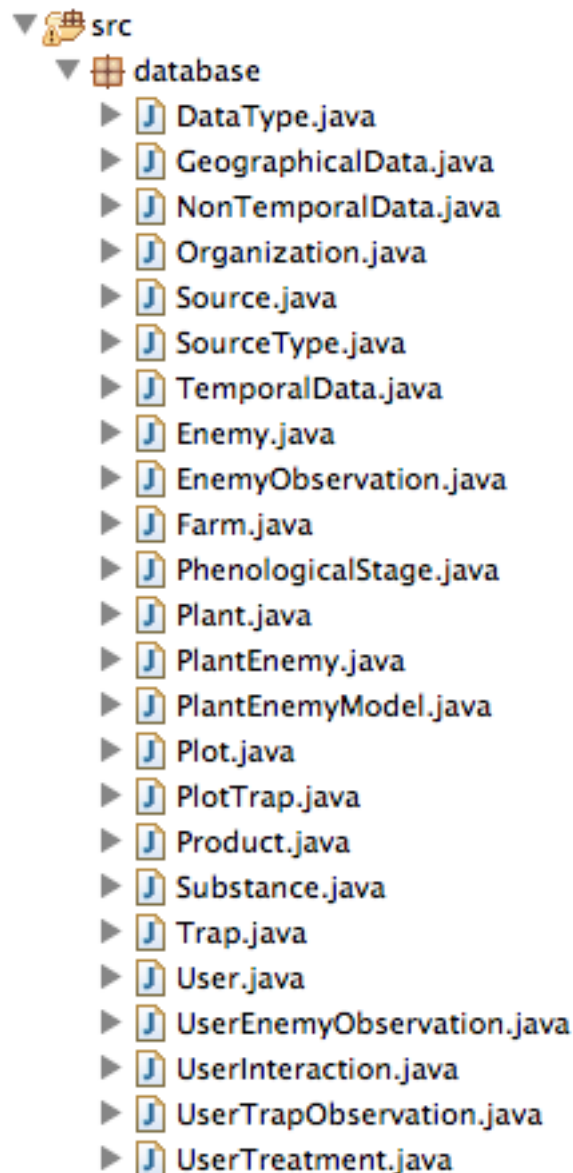 src
database
DataType.java
GeographicalData.java
NonTemporalData.java
Organization.java
Source.java
SourceType.java
TemporalData.java
Enemy.java
EnemyObservation.java
Farm.java
PhenologicalStage.java
Plant.java
PlantEnemy.java
PlantEnemyModel.java
Plot.java
PlotTrap.java
Product.java
Substance.java
Trap.java
User.java
UserEnemyObservation.java
UserInteraction.java
UserTrapObservation.java
UserTreatment.java